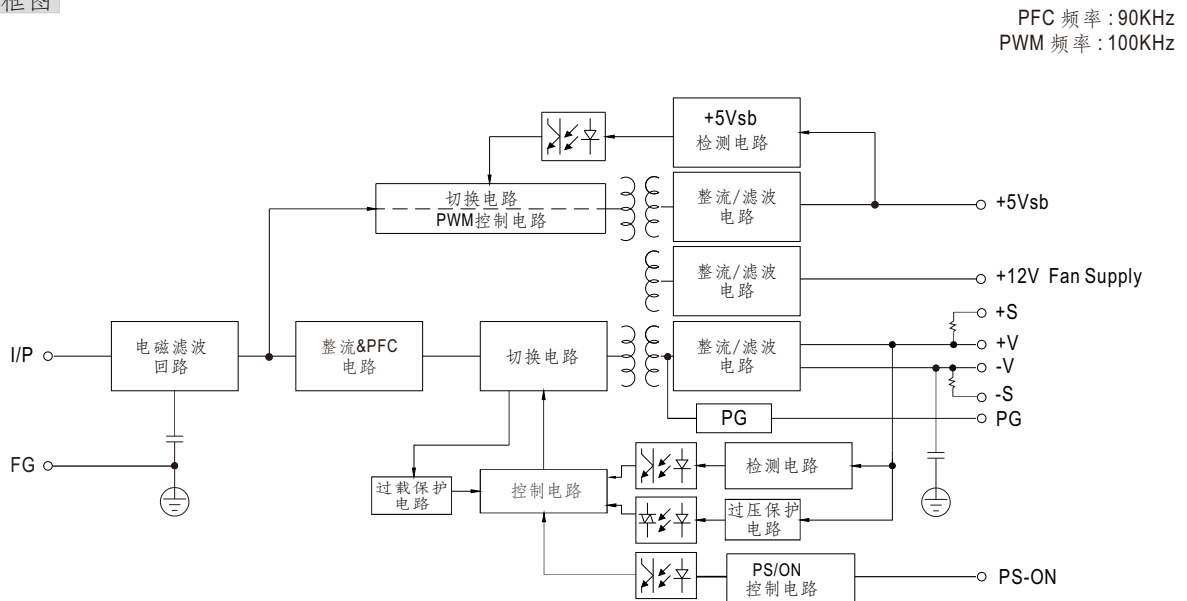 框图
PFC 频率 : 90KHz
PWM 频率 : 100KHz
+5Vsb
检测电路
切换电路
PWM控制电路
整流/滤波
电路
+5Vsb
整流/滤波
电路
+12V Fan Supply
I/P
电磁滤波
回路
整流&PFC
电路
切换电路
整流/滤波
电路
+S
+V
-V
-S
PG
PG
FG
过载保护
电路
控制电路
检测电路
过压保护
电路
PS/ON
控制电路
PS-ON